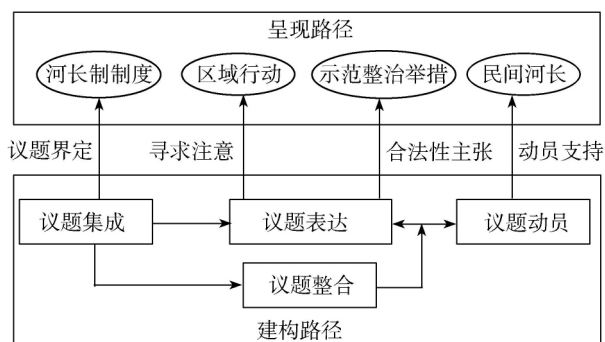 呈现路径
河长制制度 区域行动 示范整治举措 民间河长
议题界定 寻求注意 合法性主张 动员支持
议题集成 议题表达 议题动员
议题整合
建构路径